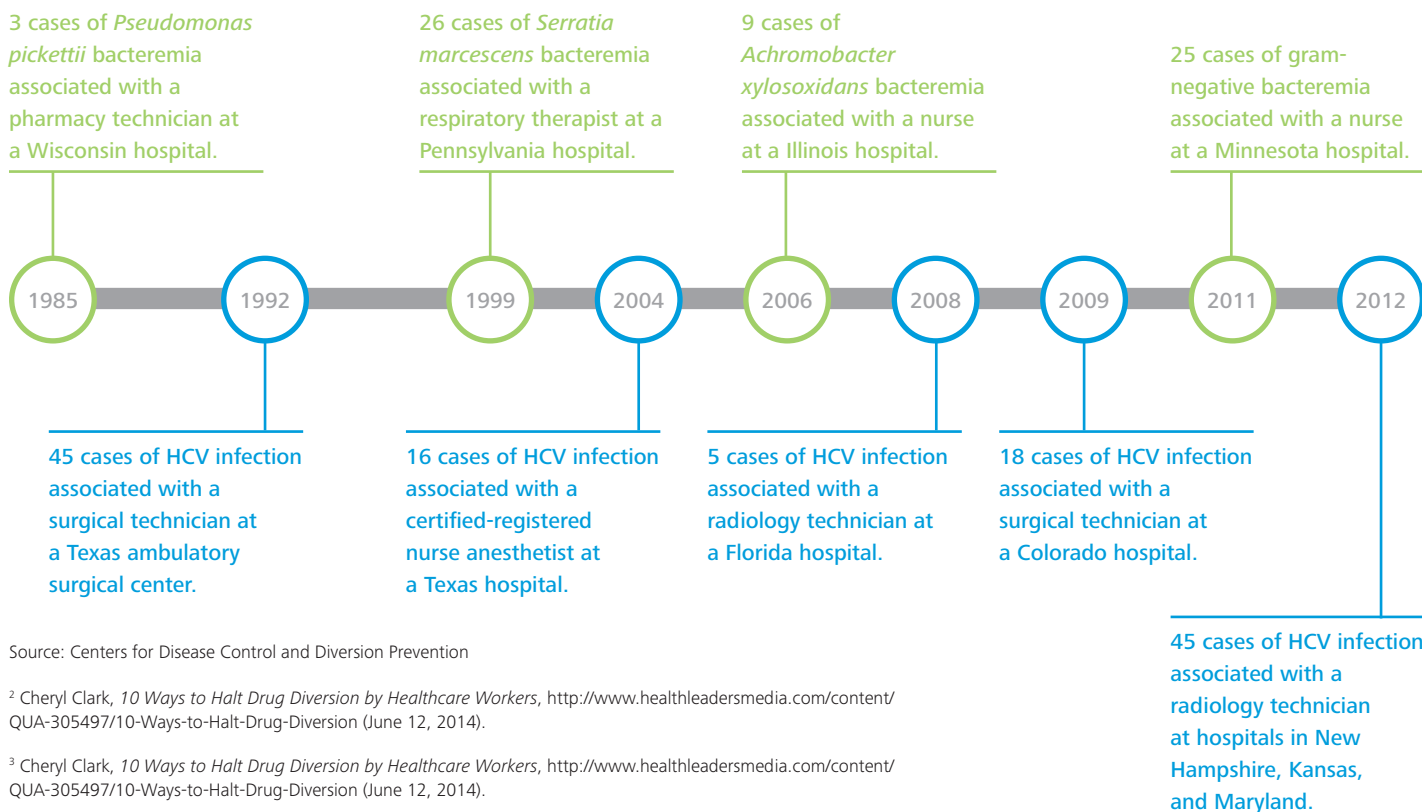 3 cases of Pseudomonas
pickettii bacteremia
associated with a
pharmacy technician at
a Wisconsin hospital.
26 cases of Serratia
marcescens bacteremia
associated with a
respiratory therapist at a
Pennsylvania hospital.
9 cases of
Achromobacter
xylosoxidans bacteremia
associated with a nurse
at a Illinois hospital.
25 cases of gram-
negative bacteremia
associated with a nurse
at a Minnesota hospital.
1985
1992
1999
2004
2006
2008
2009
2011
2012
45 cases of HCV infection
associated with a
surgical technician at
a Texas ambulatory
surgical center.
16 cases of HCV infection
associated with a
certified-registered
nurse anesthetist at
a Texas hospital.
5 cases of HCV infection
associated with a
radiology technician at
a Florida hospital.
18 cases of HCV infection
associated with a
surgical technician at
a Colorado hospital.
45 cases of HCV infection
associated with a
radiology technician
at hospitals in New
Hampshire, Kansas,
and Maryland.
Source: Centers for Disease Control and Diversion Prevention
2 Cheryl Clark, 10 Ways to Halt Drug Diversion by Healthcare Workers, http://www.healthleadersmedia.com/content/
QUA-305497/10-Ways-to-Halt-Drug-Diversion (June 12, 2014).
3 Cheryl Clark, 10 Ways to Halt Drug Diversion by Healthcare Workers, http://www.healthleadersmedia.com/content/
QUA-305497/10-Ways-to-Halt-Drug-Diversion (June 12, 2014).